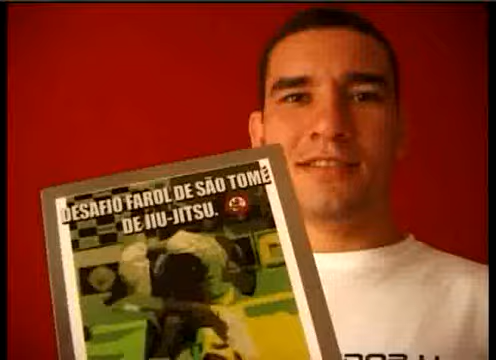 DESAFIO FAROL DE SÃO TOMÉ
DE JIU-JITSU.